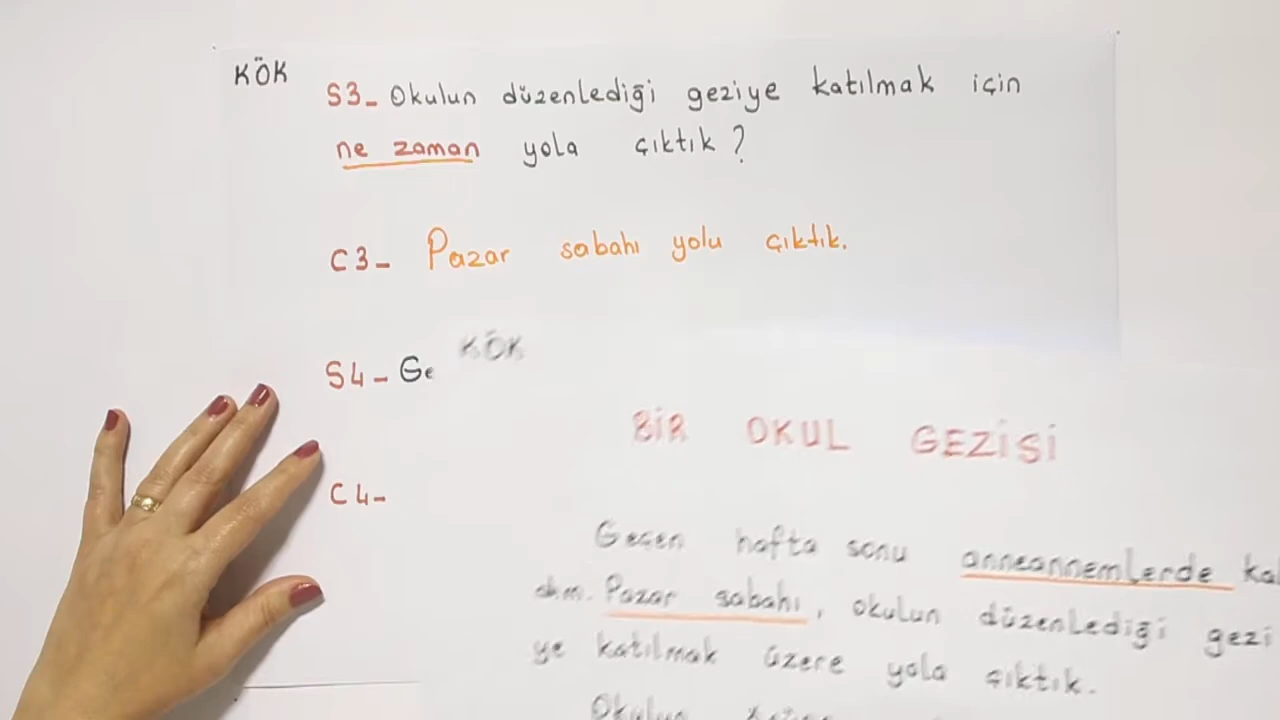 KÖK
S3- Okulun düzenlediği geziye katılmak için
ne zaman yola çıktık?
C3- Pazar sabahı yolu çıktık.
KÖK
S4- Ge
BİR OKUL GEZİSİ
C4-
Geçen hafta sonu anneannemlerde ka
dım. Pazar sabahı, okulun düzenlediği gezi
ye katılmak üzere yola çıktık.
Okulun